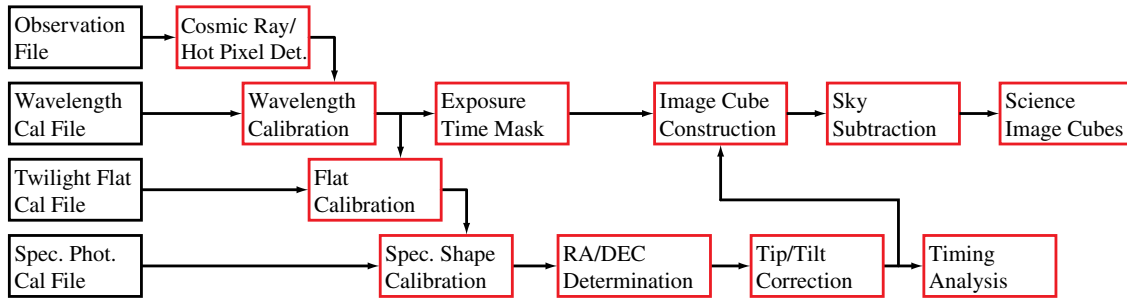 Observation
File
Cosmic Ray/
Hot Pixel Det.
Wavelength
Cal File
Wavelength
Calibration
Exposure
Time Mask
Image Cube
Construction
Sky
Subtraction
Science
Image Cubes
Twilight Flat
Cal File
Flat
Calibration
Spec. Phot.
Cal File
Spec. Shape
Calibration
RA/DEC
Determination
Tip/Tilt
Correction
Timing
Analysis